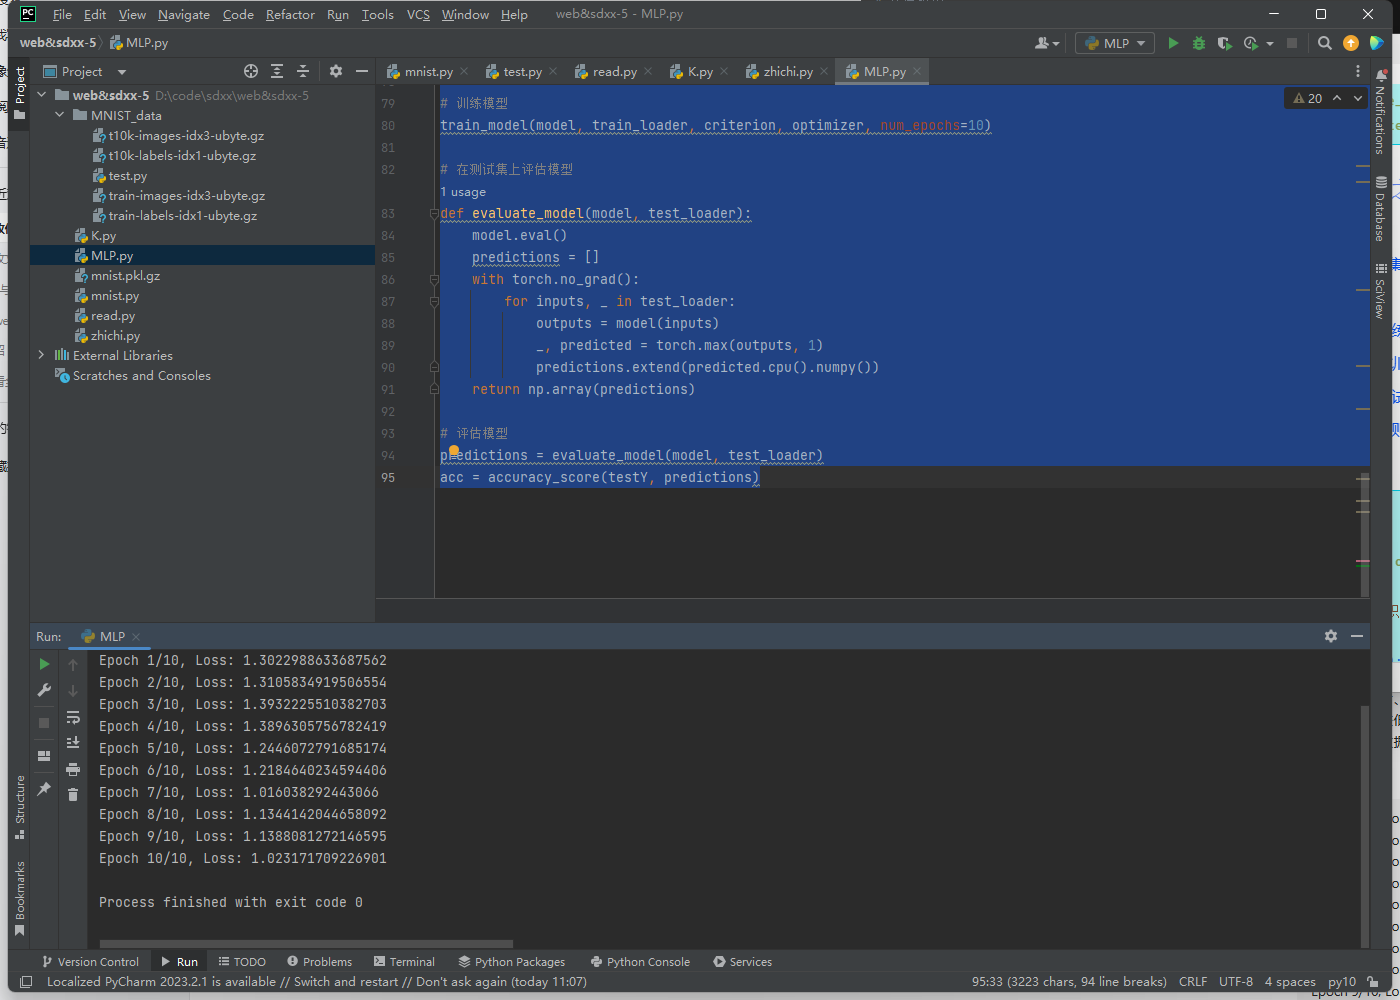 File Edit View Navigate Code Refactor Run Tools VCS Window Help web&sdxx-5 - MLP.py
web&sdxx-5 MLP.py MLP
Project mnist.py test.py read.py K.py zhichi.py MLP.py
web&sdxx-5 D:\code\sdxx\web&sdxx-5
MNIST_data
t10k-images-idx3-ubyte.gz
t10k-labels-idx1-ubyte.gz
test.py
train-images-idx3-ubyte.gz
train-labels-idx1-ubyte.gz
K.py
MLP.py
mnist.pkl.gz
mnist.py
read.py
zhichi.py
External Libraries
Scratches and Consoles
Project
Structure
Bookmarks
20
79 # 训练模型
80 train_model(model, train_loader, criterion, optimizer, num_epochs=10)
81
82 # 在测试集上评估模型
1 usage
83 def evaluate_model(model, test_loader):
84 model.eval()
85 predictions = []
86 with torch.no_grad():
87 for inputs, _ in test_loader:
88 outputs = model(inputs)
89 _, predicted = torch.max(outputs, 1)
90 predictions.extend(predicted.cpu().numpy())
91 return np.array(predictions)
92
93 # 评估模型
94 predictions = evaluate_model(model, test_loader)
95 acc = accuracy_score(testY, predictions)
Notifications
Database
SciView
Run: MLP
Epoch 1/10, Loss: 1.3022988633687562
Epoch 2/10, Loss: 1.3105834919506554
Epoch 3/10, Loss: 1.3932225510382703
Epoch 4/10, Loss: 1.3896305756782419
Epoch 5/10, Loss: 1.2446072791685174
Epoch 6/10, Loss: 1.2184640234594406
Epoch 7/10, Loss: 1.016038292443066
Epoch 8/10, Loss: 1.1344142044658092
Epoch 9/10, Loss: 1.1388081272146595
Epoch 10/10, Loss: 1.023171709226901
Process finished with exit code 0
Version Control Run TODO Problems Terminal Python Packages Python Console Services
Localized PyCharm 2023.2.1 is available // Switch and restart // Don't ask again (today 11:07) 95:33 (3223 chars, 94 line breaks) CRLF UTF-8 4 spaces py10